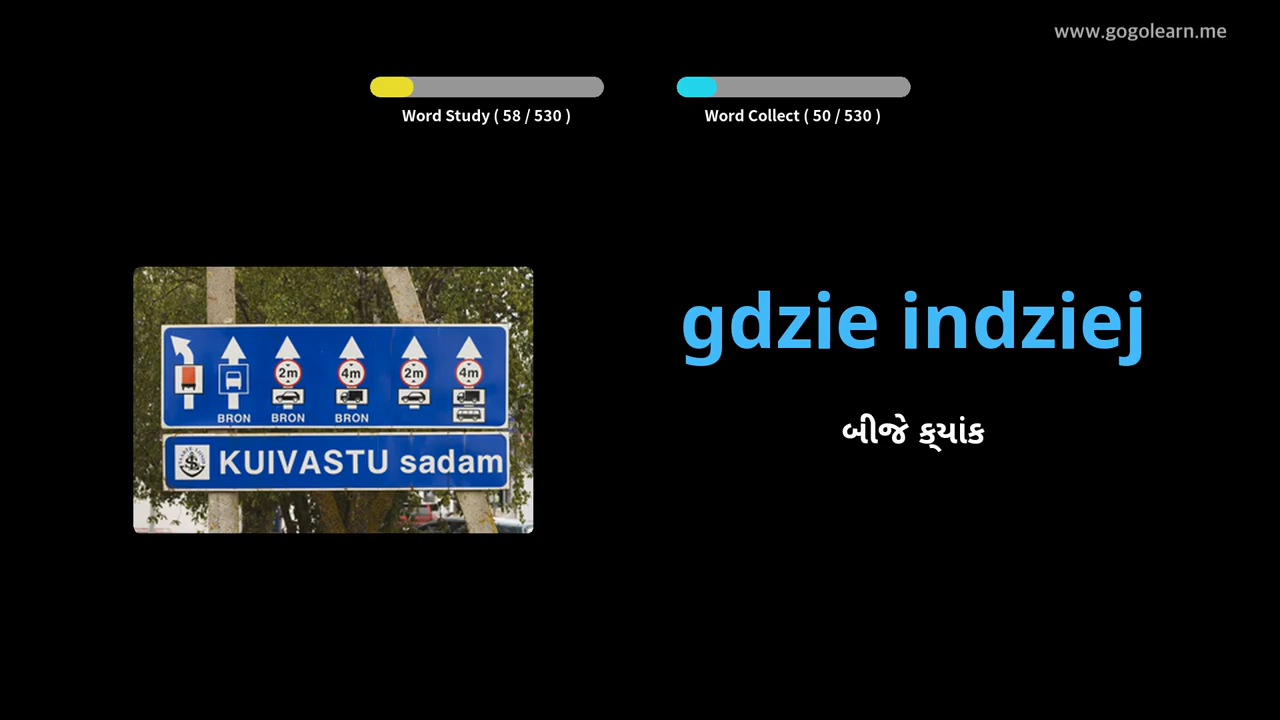 www.gogolearn.me
Word Study ( 58 / 530 )
Word Collect ( 50 / 530 )
2m 4m 2m 4m
BRON BRON BRON
KUIVASTU sadam
gdzie indziej
બીજે ક્યાંક